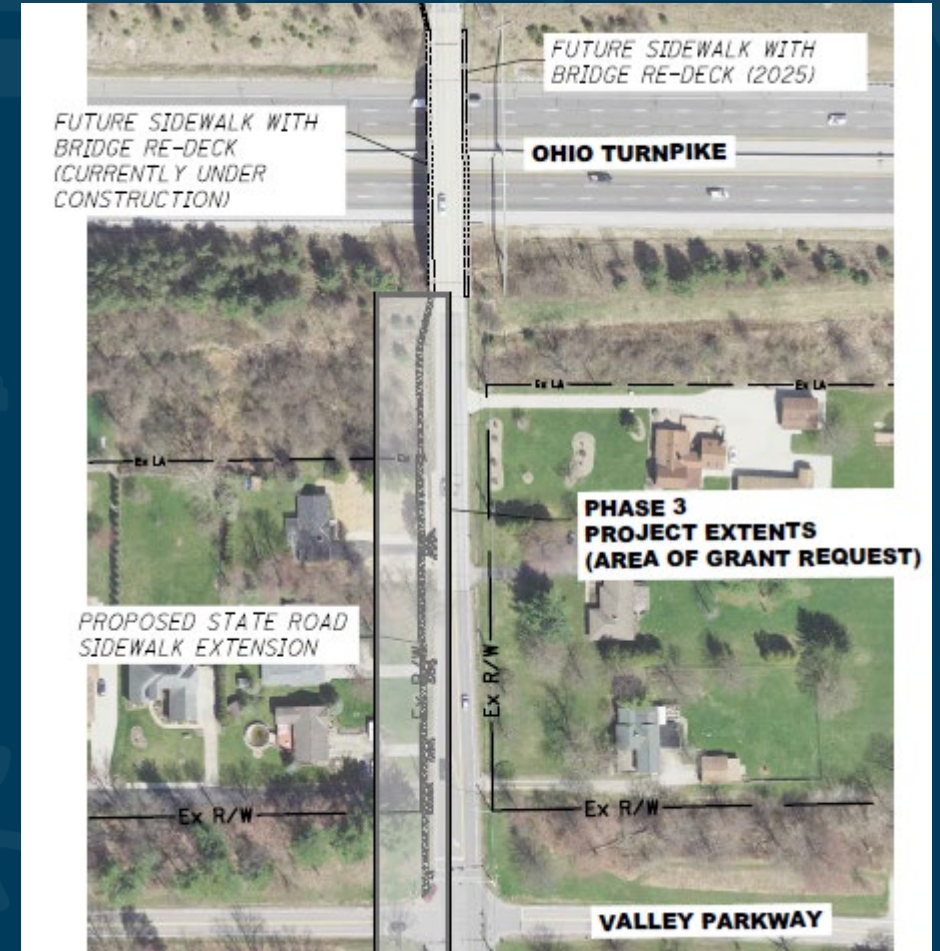 FUTURE SIDEWALK WITH
BRIDGE RE-DECK (2025)
FUTURE SIDEWALK WITH
BRIDGE RE-DECK
(CURRENTLY UNDER
CONSTRUCTION)
OHIO TURNPIKE
Ex LA
Ex LA
Ex LA
PHASE 3
PROJECT EXTENTS
(AREA OF GRANT REQUEST)
PROPOSED STATE ROAD
SIDEWALK EXTENSION
Ex R/W
Ex R/W
Ex R/W
Ex R/W
VALLEY PARKWAY